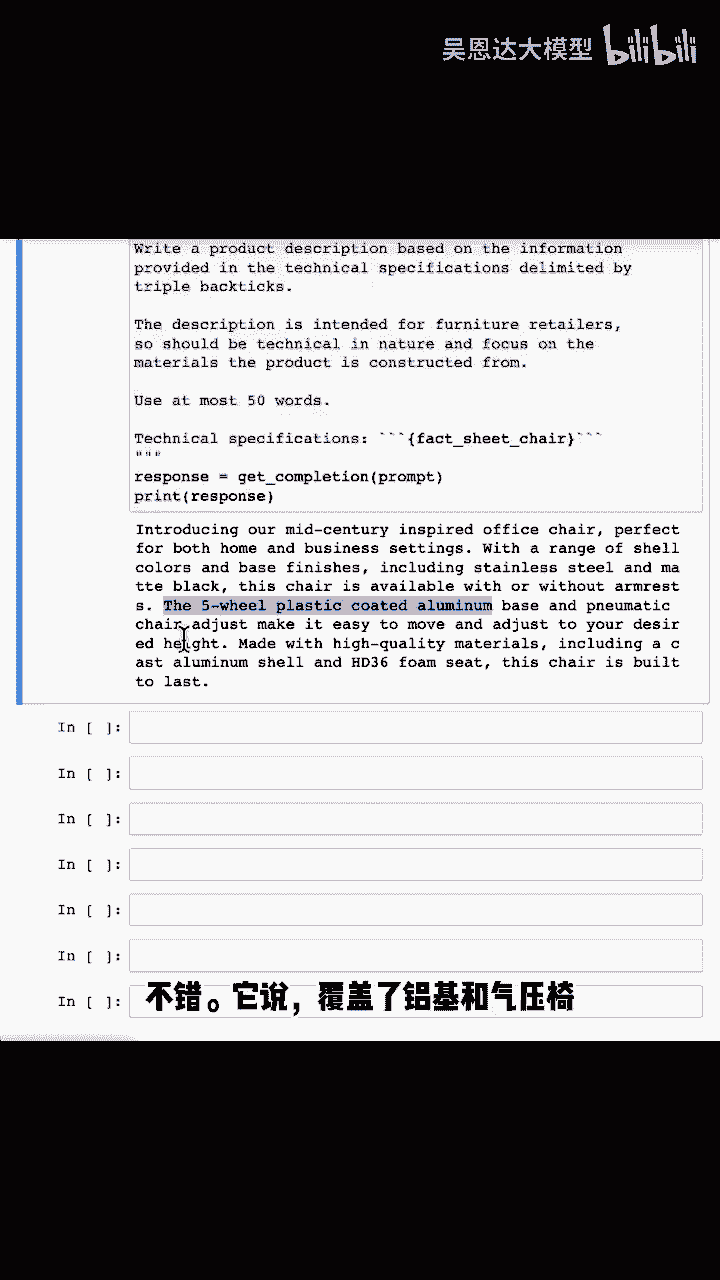 吴恩达大模型 bilibili
Write a product description based on the information
provided in the technical specifications delimited by
triple backticks.
The description is intended for furniture retailers,
so should be technical in nature and focus on the
materials the product is constructed from.
Use at most 50 words.
Technical specifications: ```{fact_sheet_chair}```
"""
response = get_completion(prompt)
print(response)
Introducing our mid-century inspired office chair, perfect
for both home and business settings. With a range of shell
colors and base finishes, including stainless steel and ma
tte black, this chair is available with or without armrest
s. The 5-wheel plastic coated aluminum base and pneumatic
chair adjust make it easy to move and adjust to your desir
ed height. Made with high-quality materials, including a c
ast aluminum shell and HD36 foam seat, this chair is built
to last.
In [ ]:
In [ ]:
In [ ]:
In [ ]:
In [ ]:
In [ ]:
In [ ]:
不错。它说，覆盖了铝基和气压椅